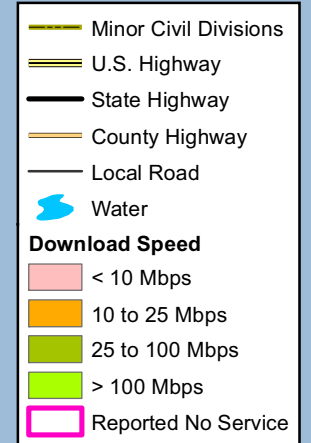 Minor Civil Divisions
U.S. Highway
State Highway
County Highway
Local Road
Water
Download Speed
< 10 Mbps
10 to 25 Mbps
25 to 100 Mbps
> 100 Mbps
Reported No Service